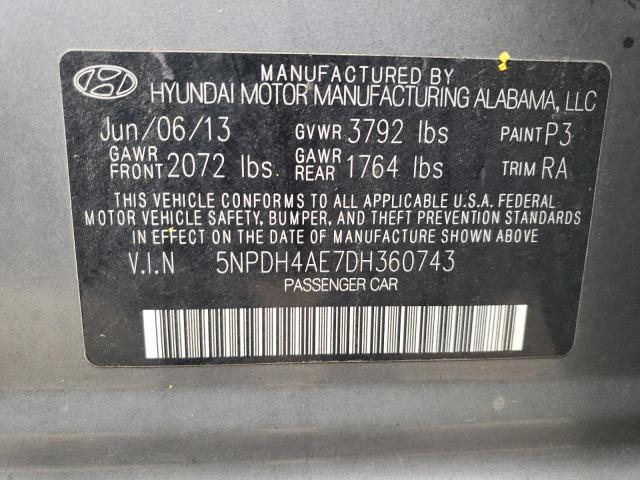 MANUFACTURED BY
HYUNDAI MOTOR MANUFACTURING ALABAMA, LLC
Jun/06/13 GVWR 3792 lbs PAINT P3
GAWR FRONT 2072 lbs. GAWR REAR 1764 lbs TRIM RA
THIS VEHICLE CONFORMS TO ALL APPLICABLE U.S.A. FEDERAL
MOTOR VEHICLE SAFETY, BUMPER, AND THEFT PREVENTION STANDARDS
IN EFFECT ON THE DATE OF MANUFACTURE SHOWN ABOVE.
V.I.N 5NPDH4AE7DH360743
PASSENGER CAR